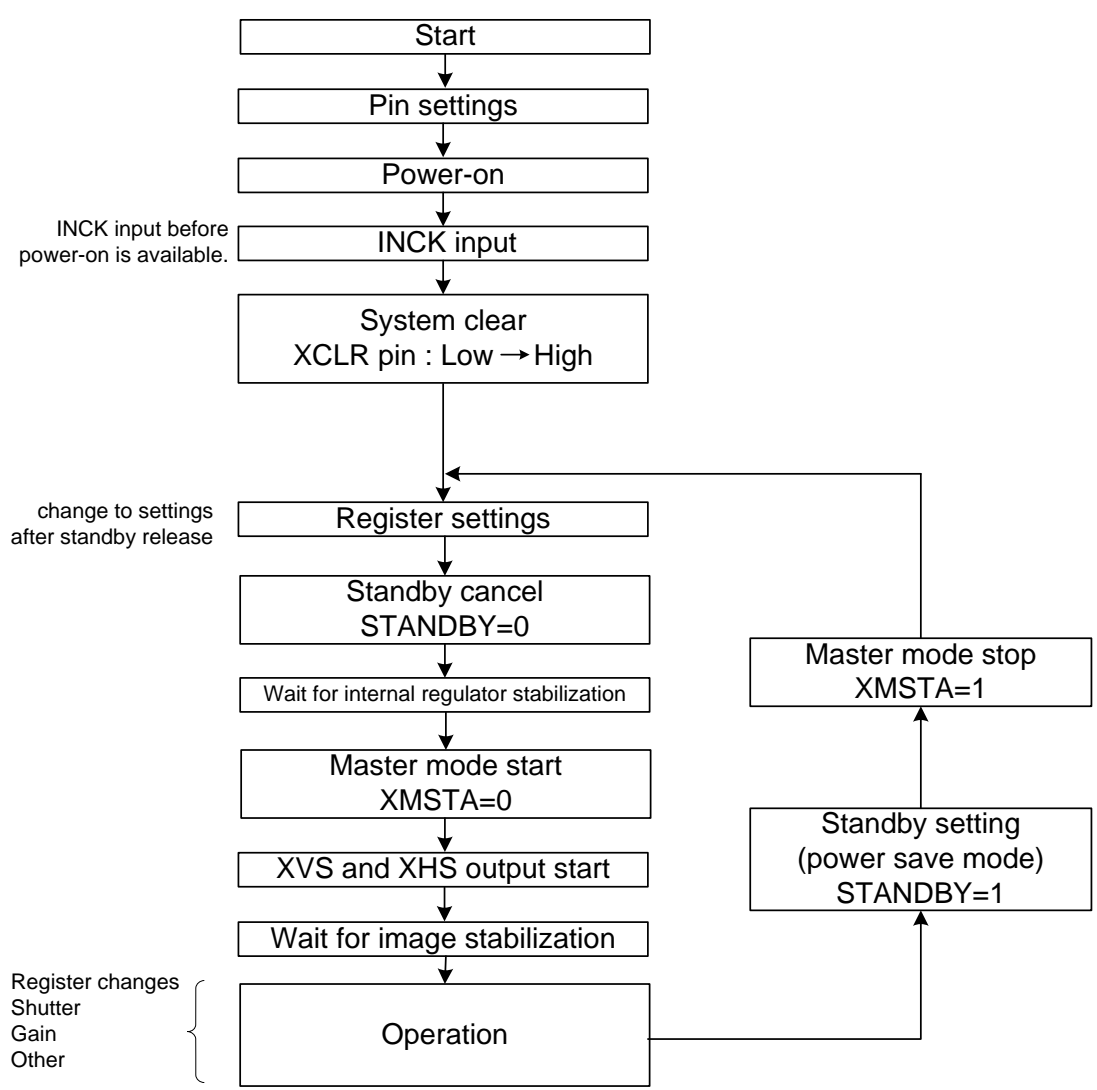 Start
Pin settings
Power-on
INCK input before
power-on is available.
INCK input
System clear
XCLR pin : Low → High
change to settings
after standby release
Register settings
Standby cancel
STANDBY=0
Wait for internal regulator stabilization
Master mode start
XMSTA=0
XVS and XHS output start
Wait for image stabilization
Register changes
Shutter
Gain
Other
Operation
Standby setting
(power save mode)
STANDBY=1
Master mode stop
XMSTA=1